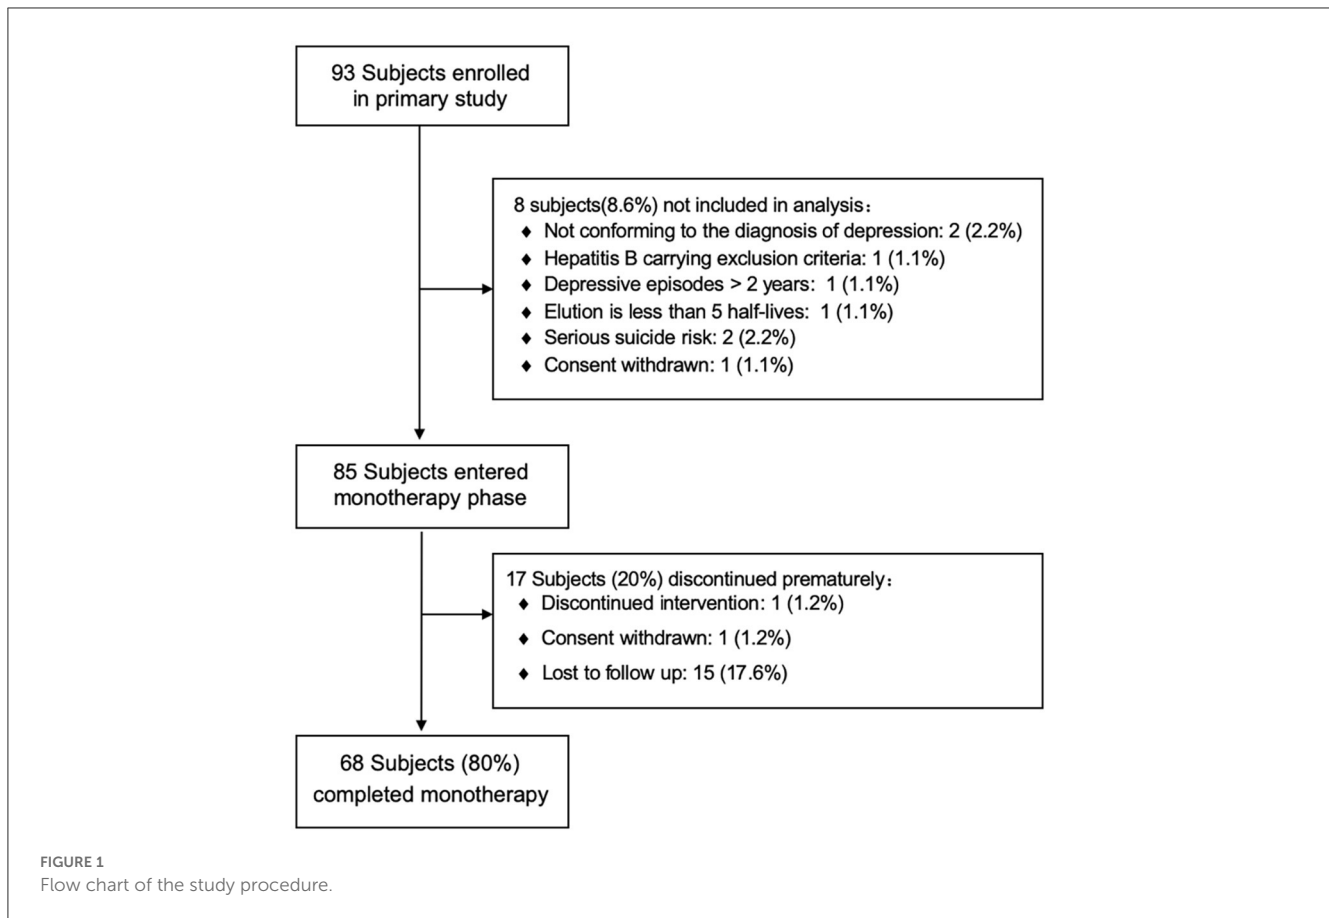 93 Subjects enrolled
in primary study
8 subjects(8.6%) not included in analysis：
♦ Not conforming to the diagnosis of depression: 2 (2.2%)
♦ Hepatitis B carrying exclusion criteria: 1 (1.1%)
♦ Depressive episodes > 2 years: 1 (1.1%)
♦ Elution is less than 5 half-lives: 1 (1.1%)
♦ Serious suicide risk: 2 (2.2%)
♦ Consent withdrawn: 1 (1.1%)
85 Subjects entered
monotherapy phase
17 Subjects (20%) discontinued prematurely：
♦ Discontinued intervention: 1 (1.2%)
♦ Consent withdrawn: 1 (1.2%)
♦ Lost to follow up: 15 (17.6%)
68 Subjects (80%)
completed monotherapy
FIGURE 1
Flow chart of the study procedure.